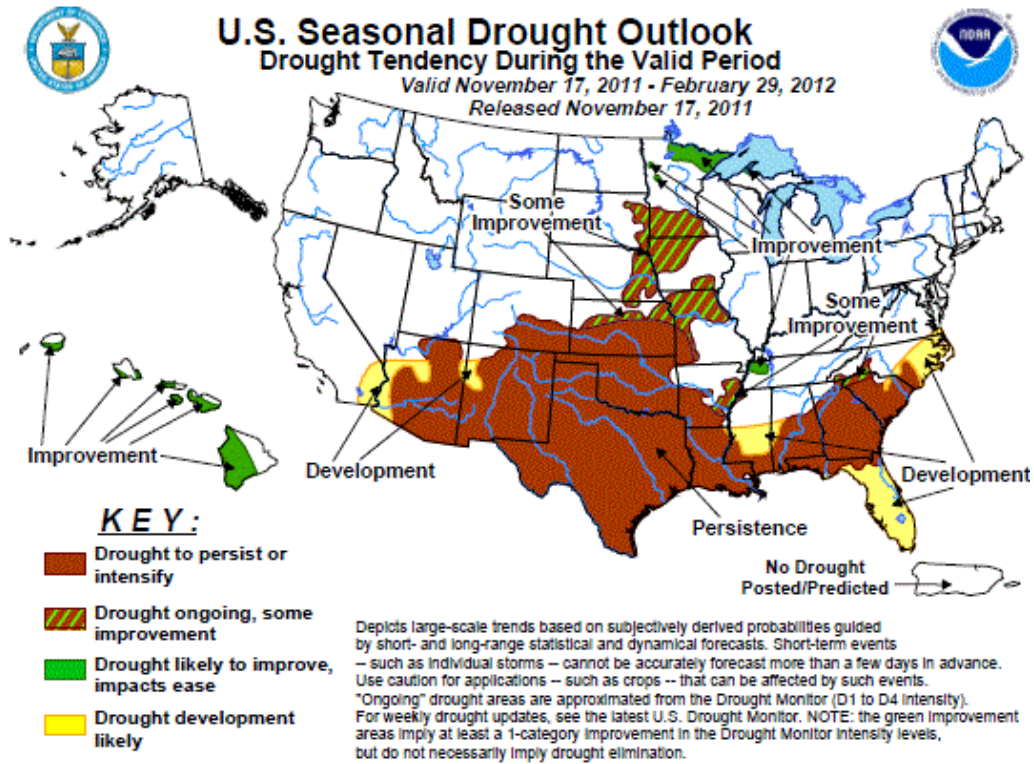 U.S. Seasonal Drought Outlook
Drought Tendency During the Valid Period
Valid November 17, 2011 - February 29, 2012
Released November 17, 2011
NOAA
Some
Improvement
Improvement
Some
Improvement
Improvement
Development
Development
Persistence
No Drought
Posted/Predicted
KEY:
Drought to persist or
intensify
Drought ongoing, some
improvement
Drought likely to improve,
impacts ease
Drought development
likely
Depicts large-scale trends based on subjectively derived probabilities guided
by short- and long-range statistical and dynamical forecasts. Short-term events
-- such as individual storms -- cannot be accurately forecast more than a few days in advance.
Use caution for applications -- such as crops -- that can be affected by such events.
"Ongoing" drought areas are approximated from the Drought Monitor (D1 to D4 intensity).
For weekly drought updates, see the latest U.S. Drought Monitor. NOTE: the green improvement
areas imply at least a 1-category improvement in the Drought Monitor intensity levels,
but do not necessarily imply drought elimination.